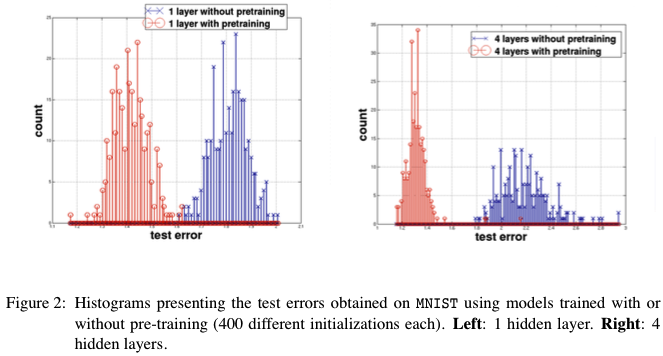 1 layer without pretraining
1 layer with pretraining
count
test error
4 layers without pretraining
4 layers with pretraining
count
test error
Figure 2: Histograms presenting the test errors obtained on MNIST using models trained with or
without pre-training (400 different initializations each). Left: 1 hidden layer. Right: 4
hidden layers.